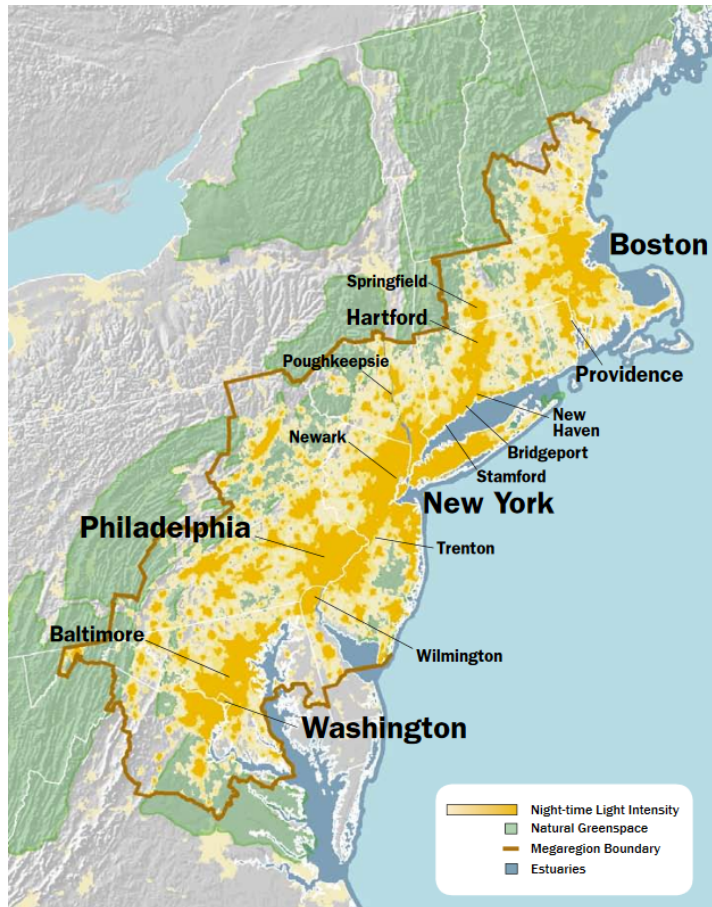 Boston
Springfield
Hartford
Poughkeepsie
Providence
New
Haven
Newark
Bridgeport
Stamford
New York
Philadelphia
Trenton
Baltimore
Wilmington
Washington
Night-time Light Intensity
Natural Greenspace
Megaregion Boundary
Estuaries